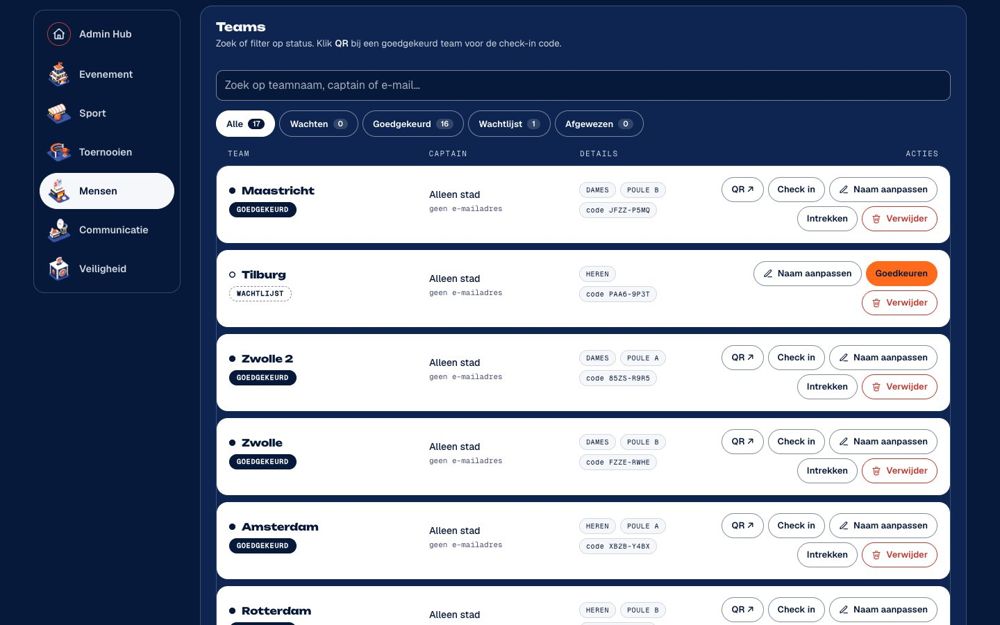 Admin Hub
Evenement
Sport
Toernooien
Mensen
Communicatie
Veiligheid
Teams
Zoek of filter op status. Klik QR bij een goedgekeurd team voor de check-in code.
Zoek op teamnaam, captain of e-mail...
Alle 17 Wachten 0 Goedgekeurd 16 Wachtlijst 1 Afgewezen 0
TEAM CAPTAIN DETAILS ACTIES
Maastricht Alleen stad DAMES POULE B QR ↗ Check in Naam aanpassen
GOEDGEKEURD geen e-mailadres code JFZZ-P5MQ Intrekken Verwijder
Tilburg Alleen stad HEREN Naam aanpassen Goedkeuren
WACHTLIJST geen e-mailadres code PAA6-9P3T Verwijder
Zwolle 2 Alleen stad DAMES POULE A QR ↗ Check in Naam aanpassen
GOEDGEKEURD geen e-mailadres code 85ZS-R9R5 Intrekken Verwijder
Zwolle Alleen stad DAMES POULE B QR ↗ Check in Naam aanpassen
GOEDGEKEURD geen e-mailadres code FZZE-RWHE Intrekken Verwijder
Amsterdam Alleen stad HEREN POULE A QR ↗ Check in Naam aanpassen
GOEDGEKEURD geen e-mailadres code XB2B-Y4BX Intrekken Verwijder
Rotterdam Alleen stad HEREN POULE B QR ↗ Check in Naam aanpassen